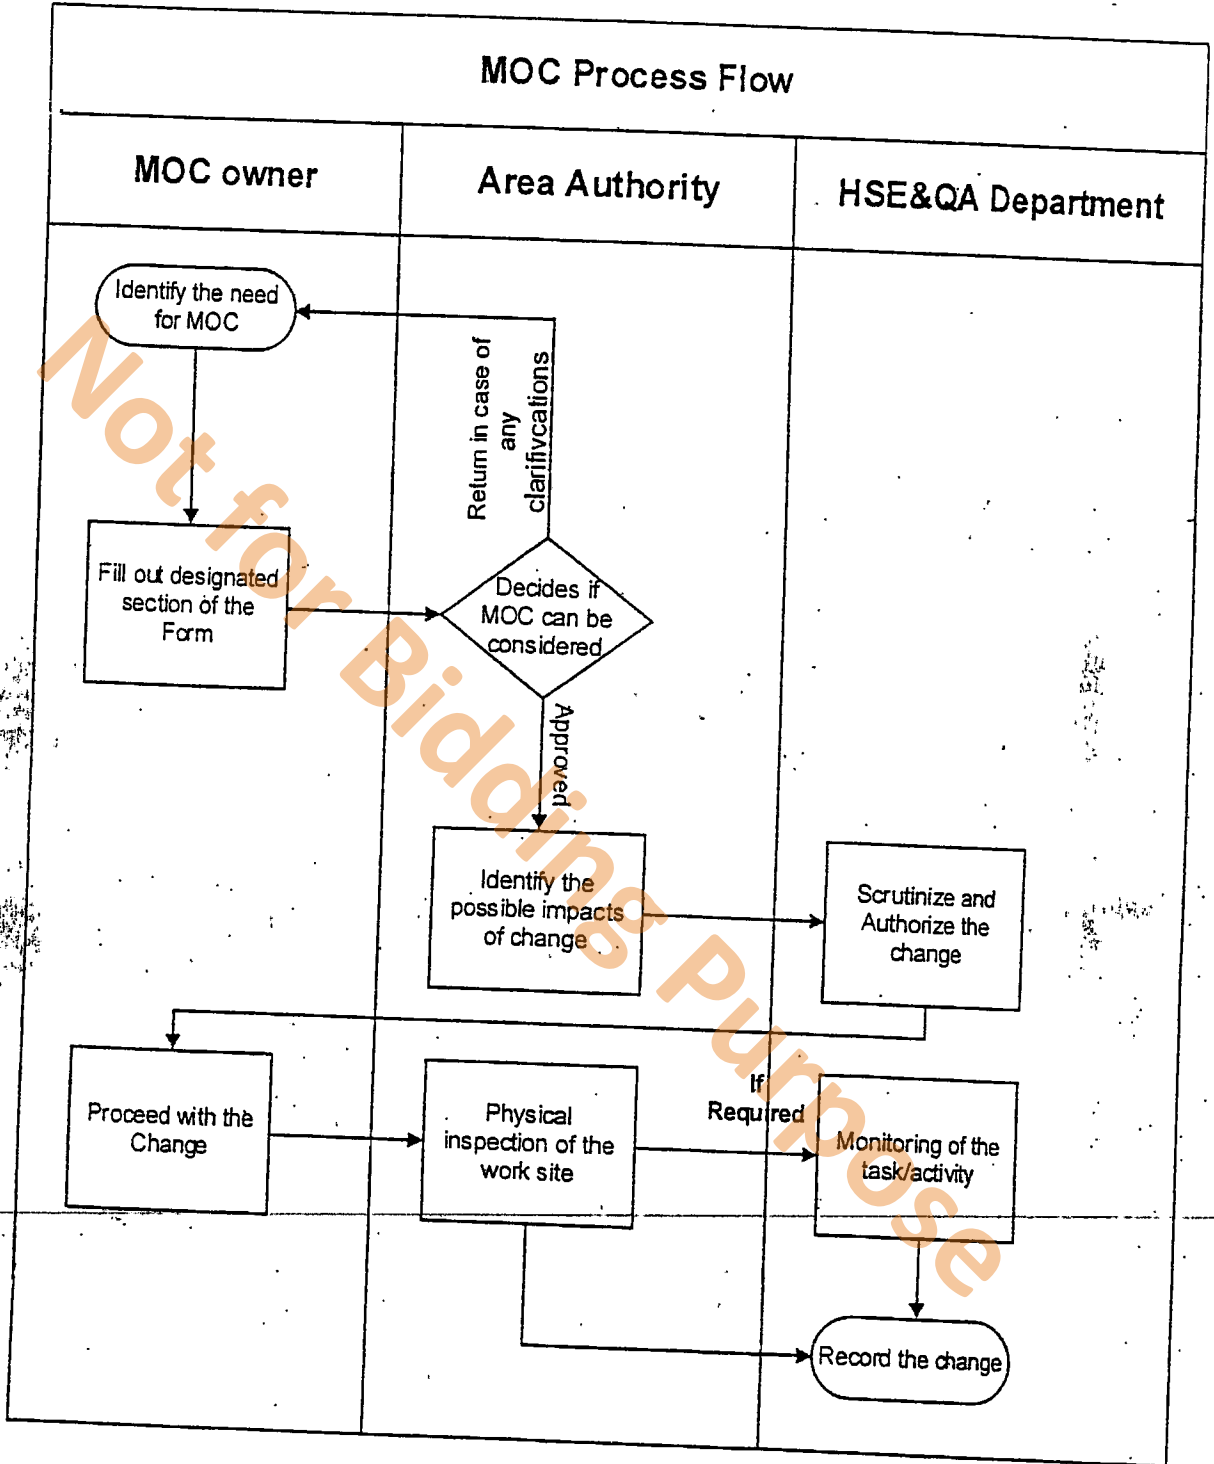 MOC Process Flow
MOC owner
Area Authority
HSE&QA Department
Identify the need
for MOC
Return in case of
any
clarifivcations
Fill out designated
section of the
Form
Decides if
MOC can be
considered
Approved
Identify the
possible impacts
of change
Scrutinize and
Authorize the
change
Proceed with the
Change
Physical
inspection of the
work site
If
Required
Monitoring of the
task/activity
Record the change
Not for Bidding Purpose